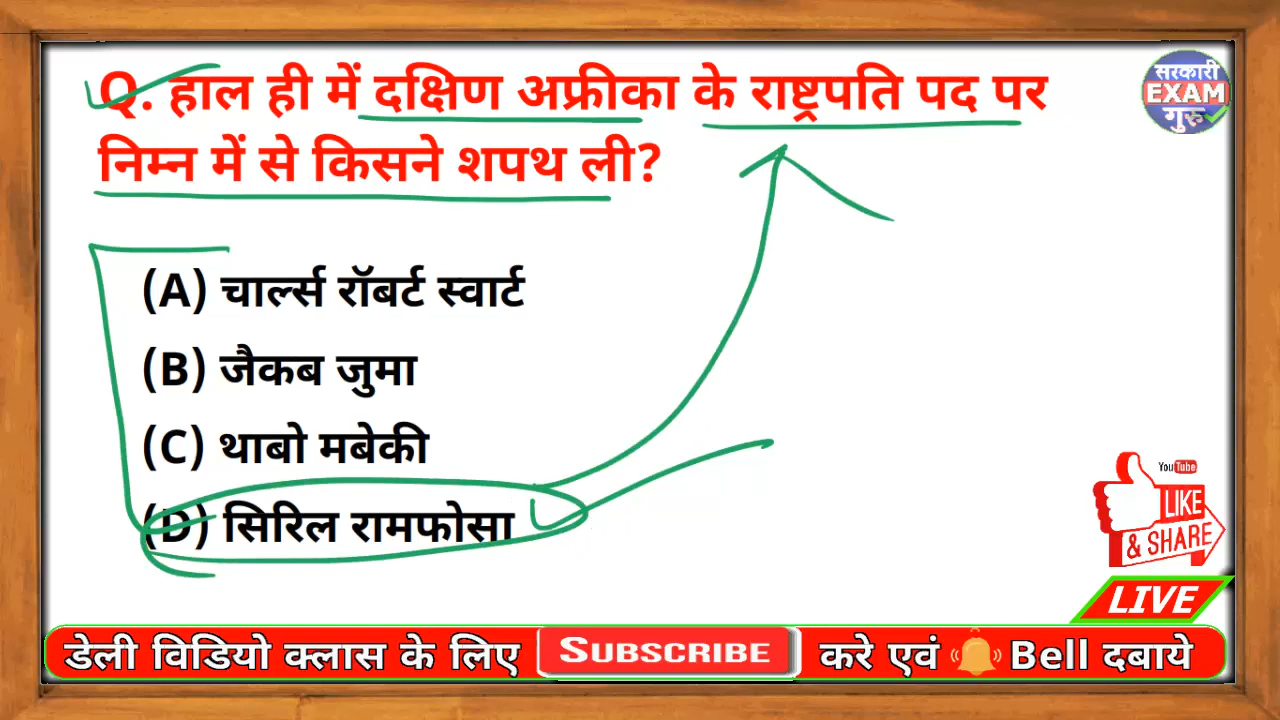 Q. हाल ही में दक्षिण अफ्रीका के राष्ट्रपति पद पर
निम्न में से किसने शपथ ली?
सरकारी
EXAM
गुरु
(A) चार्ल्स रॉबर्ट स्वार्ट
(B) जैकब जुमा
(C) थाबो मबेकी
(D) सिरिल रामफोसा
YouTube
LIKE
& SHARE
LIVE
डेली विडियो क्लास के लिए SUBSCRIBE करे एवं Bell दबाये